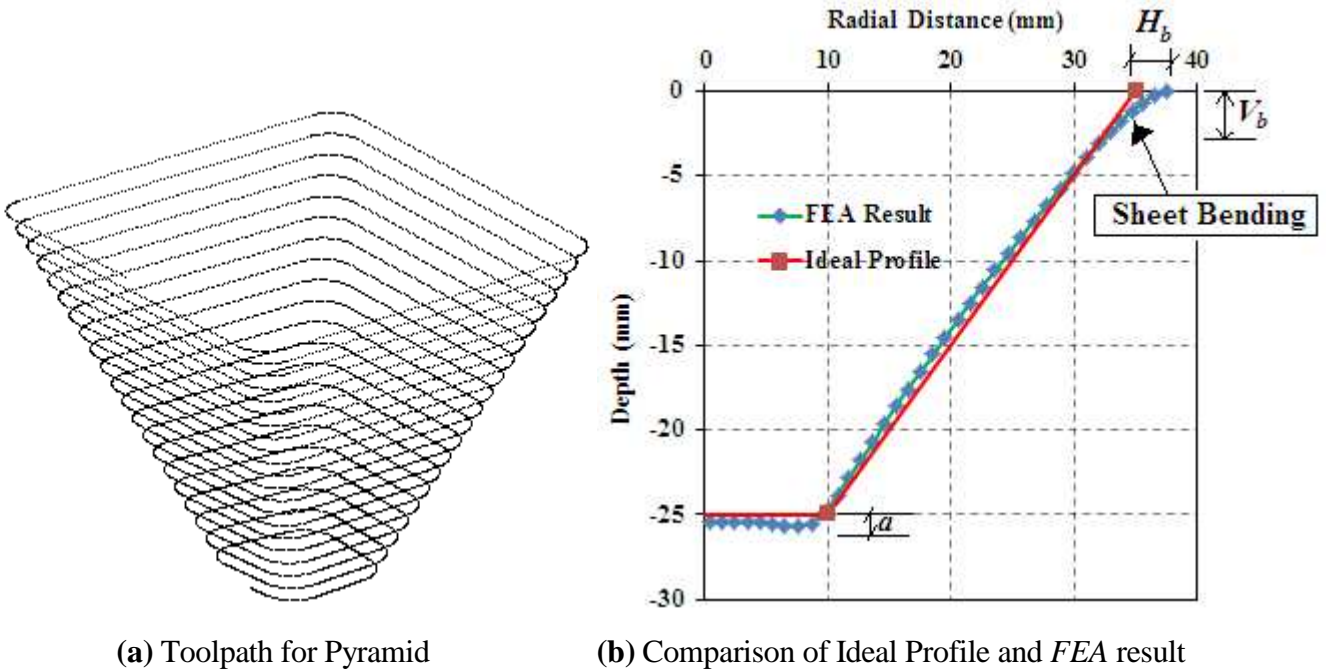 Radial Distance (mm)
H_b
0 10 20 30 40
0
V_b
-5
Sheet Bending
FEA Result
-10
Ideal Profile
Depth (mm)
-15
-20
-25
a
-30
(a) Toolpath for Pyramid
(b) Comparison of Ideal Profile and FEA result